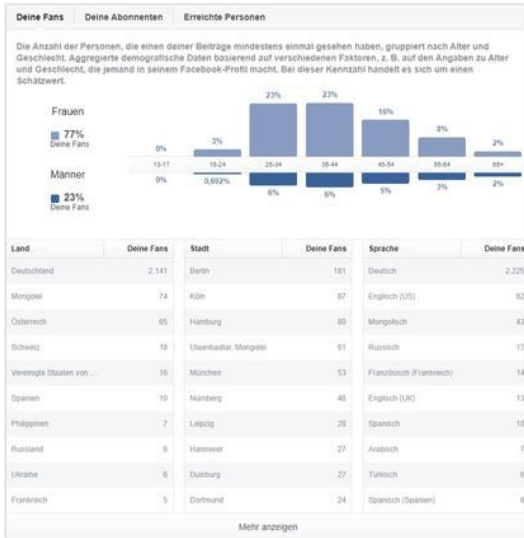 Deine Fans Deine Abonnenten Erreichte Personen
Die Anzahl der Personen, die einen deiner Beiträge mindestens einmal gesehen haben, gruppiert nach Alter und
Geschlecht. Aggregierte demografische Daten basierend auf verschiedenen Faktoren, z. B. auf den Angaben zu Alter
und Geschlecht, die jemand in seinem Facebook-Profil macht. Bei dieser Kennzahl handelt es sich um einen
Schätzwert.
Frauen
77%
Deine Fans
0% 3% 23% 23% 16% 8% 2%
13-17 18-24 25-34 35-44 45-54 55-64 65+
Männer
23%
Deine Fans
0% 0,692% 6% 6% 5% 3% 2%
Land Deine Fans Stadt Deine Fans Sprache Deine Fans
Deutschland 2.141 Berlin 181 Deutsch 2.225
Mongolei 74 Köln 87 Englisch (US) 82
Österreich 65 Hamburg 80 Mongolisch 43
Schweiz 18 Ulaanbaatar, Mongolei 61 Russisch 17
Vereinigte Staaten von ... 16 München 53 Französisch (Frankreich) 14
Spanien 10 Nürnberg 46 Englisch (UK) 13
Philippinen 7 Leipzig 28 Spanisch 10
Russland 6 Hannover 27 Arabisch 7
Ukraine 6 Duisburg 27 Türkisch 6
Frankreich 5 Dortmund 24 Spanisch (Spanien) 6
Mehr anzeigen